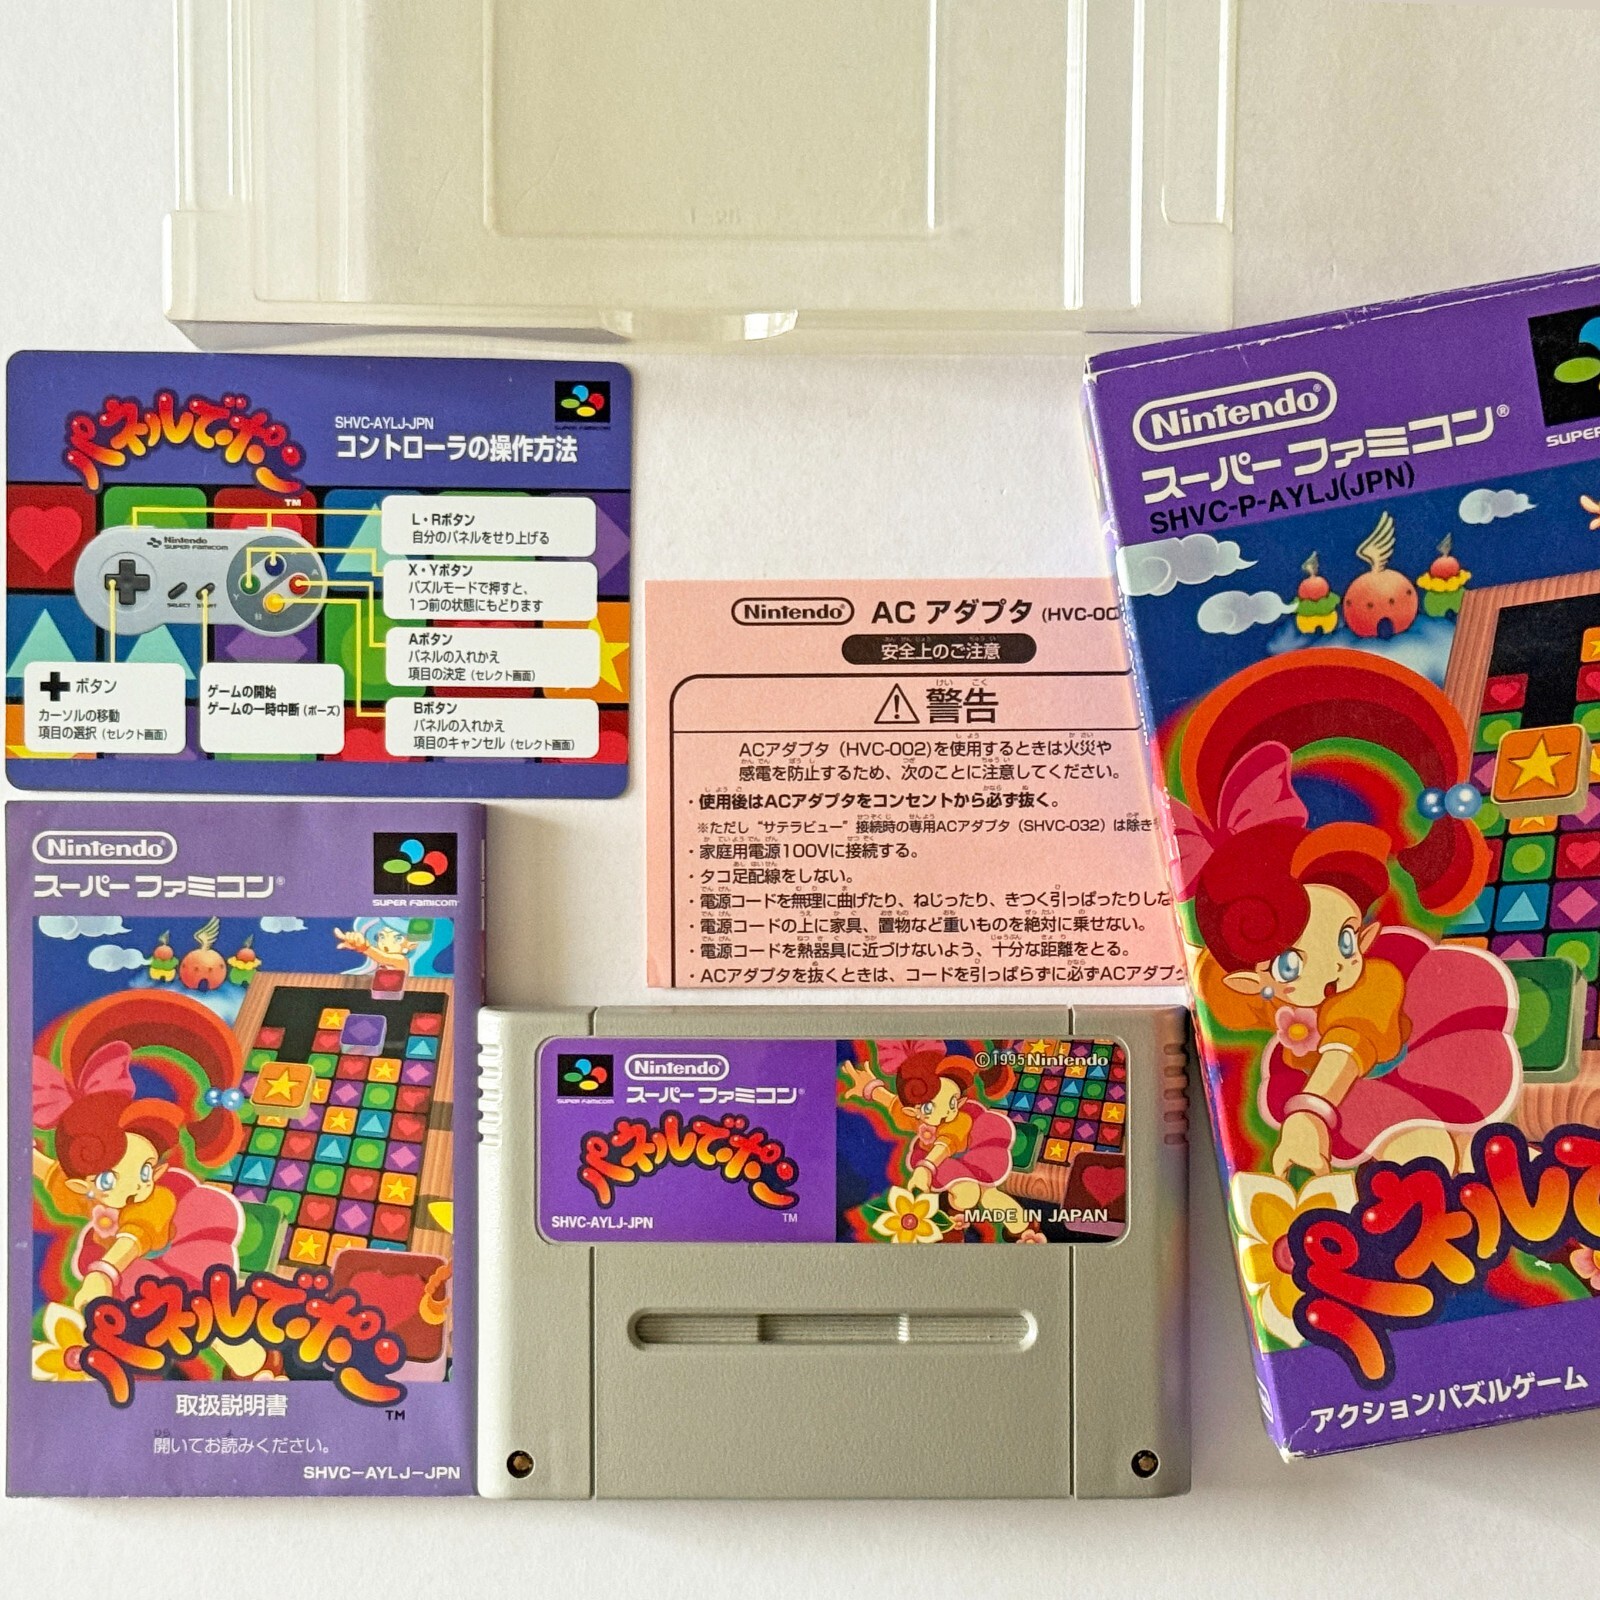 パネルでポン
TM
SHVC-AYLJ-JPN
コントローラの操作方法
SUPER FAMICOM
Nintendo
SUPER FAMICOM
SELECT START
A
Y
B
L・Rボタン
自分のパネルをせり上げる
X・Yボタン
パズルモードで押すと、
1つ前の状態にもどります
Aボタン
パネルの入れかえ
項目の決定(セレクト画面)
Bボタン
パネルの入れかえ
項目のキャンセル(セレクト画面)
ボタン
カーソルの移動
項目の選択(セレクト画面)
ゲームの開始
ゲームの一時中断(ポーズ)
Nintendo®
スーパーファミコン®
SUPER FAMICOM
パネルでポン
TM
取扱説明書
開いてお読みください。
SHVC-AYLJ-JPN
Nintendo® AC アダプタ (HVC-00
安全上のご注意
警告
ACアダプタ(HVC-002)を使用するときは火災や
感電を防止するため、次のことに注意してください。
・使用後はACアダプタをコンセントから必ず抜く。
※ただし“サテラビュー”接続時の専用ACアダプタ(SHVC-032)は除き
・家庭用電源100Vに接続する。
・タコ足配線をしない。
・電源コードを無理に曲げたり、ねじったり、きつく引っぱったりしな
・電源コードの上に家具、置物など重いものを絶対に乗せない。
・電源コードを熱器具に近づけないよう、十分な距離をとる。
・ACアダプタを抜くときは、コードを引っぱらずに必ずACアダプ
SUPER FAMICOM
Nintendo®
スーパーファミコン®
パネルでポン
TM
SHVC-AYLJ-JPN
©1995 Nintendo
MADE IN JAPAN
Nintendo®
スーパーファミコン®
SHVC-P-AYLJ(JPN)
SUPER
パネルで
アクションパズルゲーム